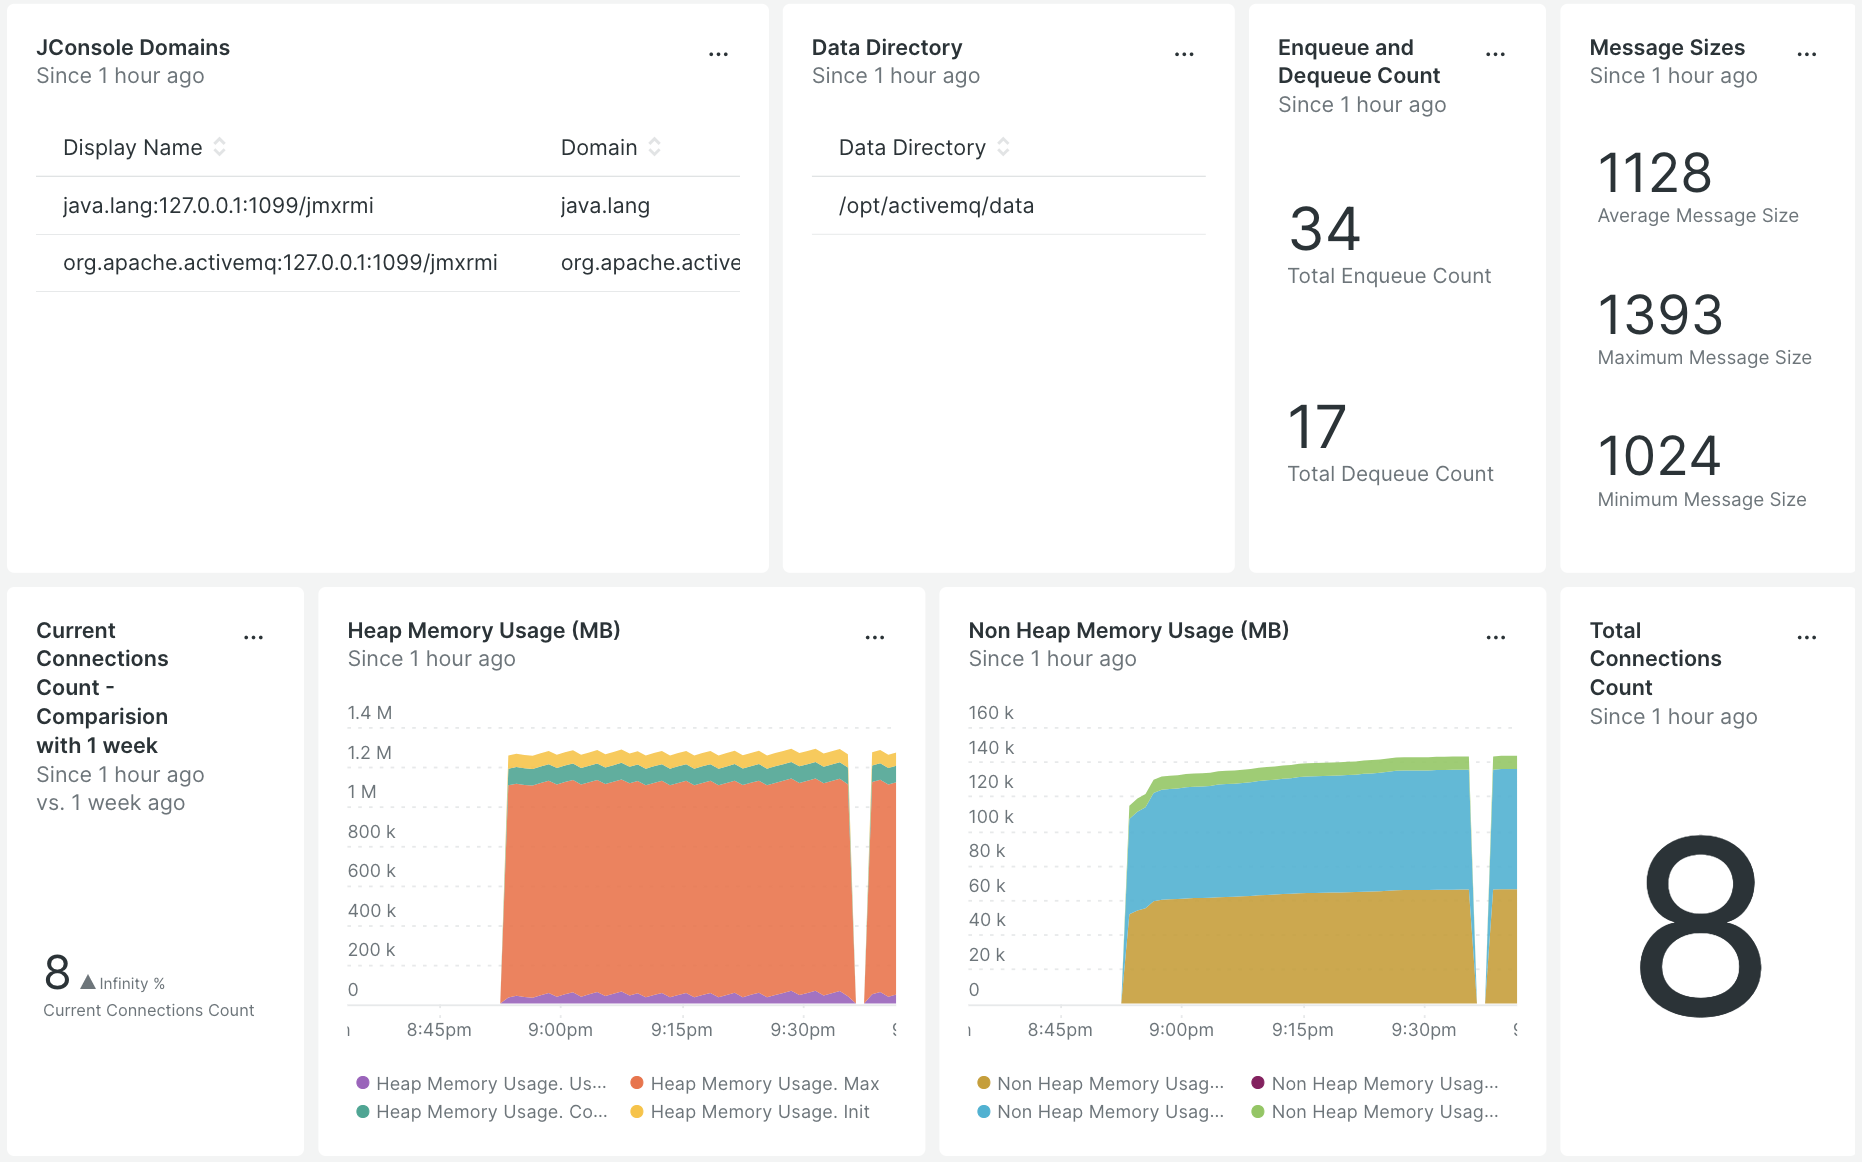 JConsole Domains
...
Since 1 hour ago
Display Name
Domain
java.lang:127.0.0.1:1099/jmxrmi
java.lang
org.apache.activemq:127.0.0.1:1099/jmxrmi
org.apache.active
Data Directory
...
Since 1 hour ago
Data Directory
/opt/activemq/data
Enqueue and
Dequeue Count
...
Since 1 hour ago
34
Total Enqueue Count
17
Total Dequeue Count
Message Sizes
...
Since 1 hour ago
1128
Average Message Size
1393
Maximum Message Size
1024
Minimum Message Size
Current
Connections
Count -
Comparision
with 1 week
...
Since 1 hour ago
vs. 1 week ago
8
Infinity %
Current Connections Count
Heap Memory Usage (MB)
...
Since 1 hour ago
1.4 M
1.2 M
1 M
800 k
600 k
400 k
200 k
0
8:45pm
9:00pm
9:15pm
9:30pm
Heap Memory Usage. Us...
Heap Memory Usage. Max
Heap Memory Usage. Co...
Heap Memory Usage. Init
Non Heap Memory Usage (MB)
...
Since 1 hour ago
160 k
140 k
120 k
100 k
80 k
60 k
40 k
20 k
0
8:45pm
9:00pm
9:15pm
9:30pm
Non Heap Memory Usag...
Non Heap Memory Usag...
Non Heap Memory Usag...
Non Heap Memory Usag...
Total
Connections
Count
...
Since 1 hour ago
8